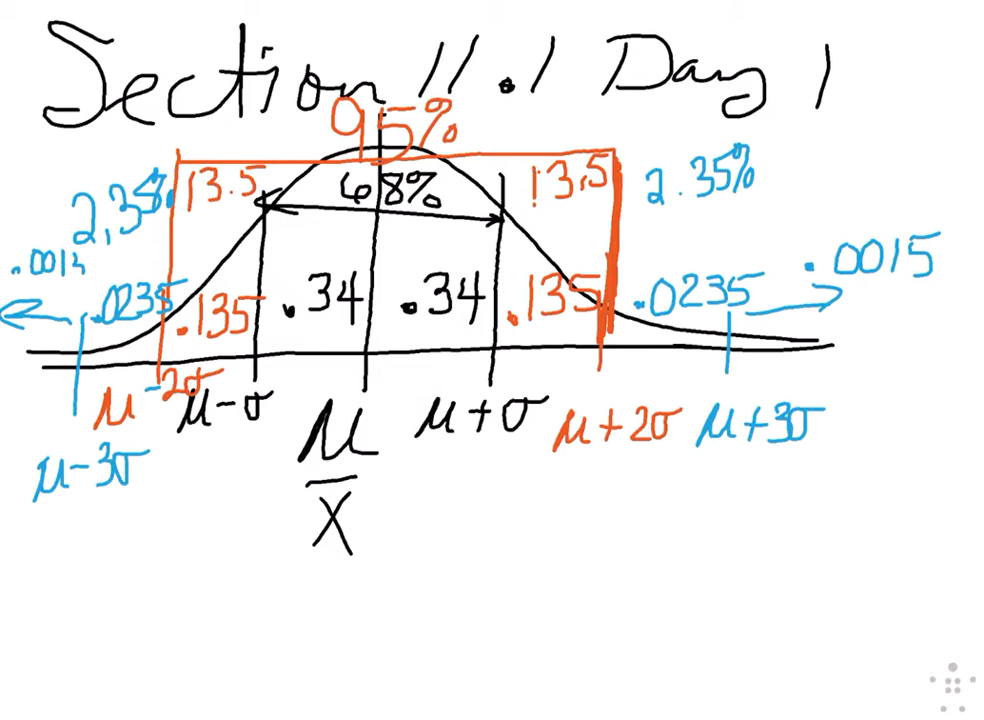 Section 11.1 Day 1
95%
2.35% 13.5 68% 13.5 2.35%
.0015 .0235 .135 .34 .34 .135 .0235 .0015
μ-3σ μ-2σ μ-σ μ μ+σ μ+2σ μ+3σ
x̄